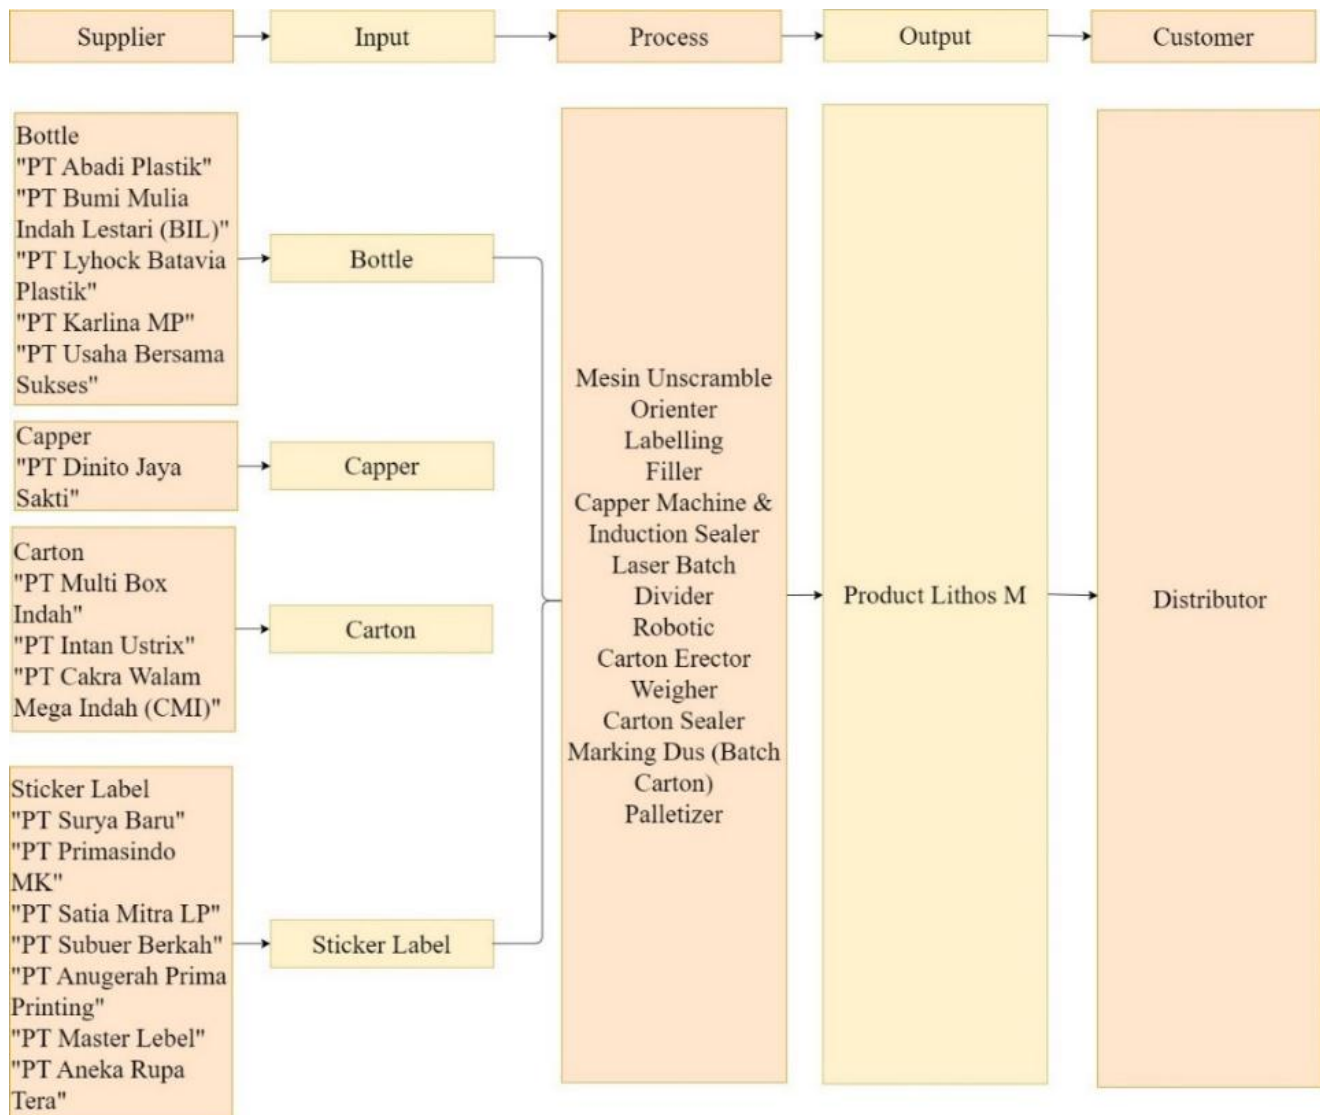 Supplier
Input
Process
Output
Customer
Bottle
"PT Abadi Plastik"
"PT Bumi Mulia
Indah Lestari (BIL)"
"PT Lyhock Batavia
Plastik"
"PT Karlina MP"
"PT Usaha Bersama
Sukses"
Capper
"PT Dinito Jaya
Sakti"
Carton
"PT Multi Box
Indah"
"PT Intan Ustrix"
"PT Cakra Walam
Mega Indah (CMI)"
Sticker Label
"PT Surya Baru"
"PT Primasindo
MK"
"PT Satia Mitra LP"
"PT Subuer Berkah"
"PT Anugerah Prima
Printing"
"PT Master Lebel"
"PT Aneka Rupa
Tera"
Bottle
Capper
Carton
Sticker Label
Mesin Unscramble
Orienter
Labelling
Filler
Capper Machine &
Induction Sealer
Laser Batch
Divider
Robotic
Carton Erector
Weigher
Carton Sealer
Marking Dus (Batch
Carton)
Palletizer
Product Lithos M
Distributor